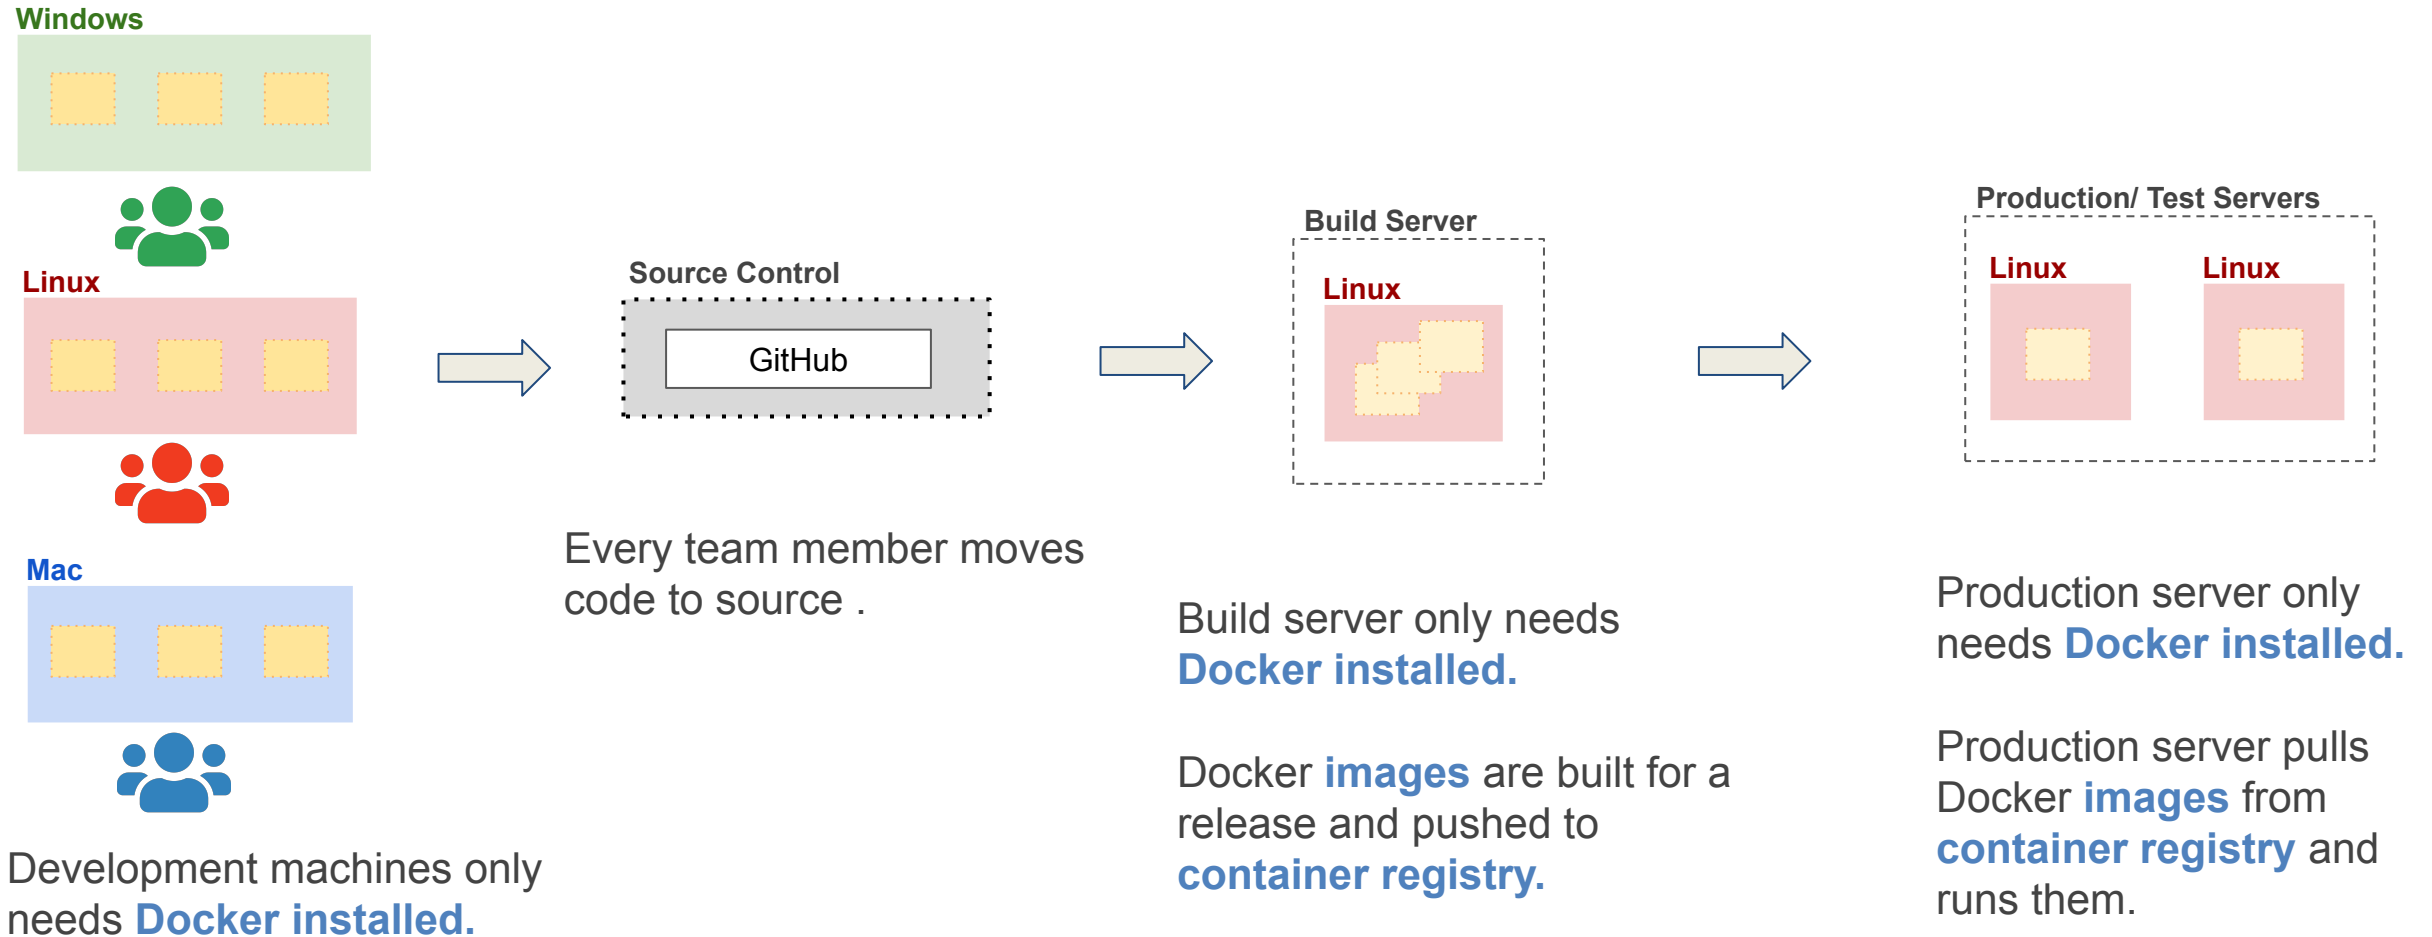 Windows
Linux
Mac
Development machines only
needs Docker installed.
Source Control
GitHub
Every team member moves
code to source .
Build Server
Linux
Build server only needs
Docker installed.
Docker images are built for a
release and pushed to
container registry.
Production/ Test Servers
Linux
Linux
Production server only
needs Docker installed.
Production server pulls
Docker images from
container registry and
runs them.